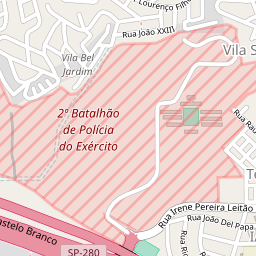 Lourenço Filho
Rua João XXIII
Vila Bel
Jardim
Vila S
2º Batalhão
de Polícia
do Exército
Rua Rau
Te
Rua Irene Pereira Leitão
Rua João Del Papa
astelo Branco
SP-280
Rua